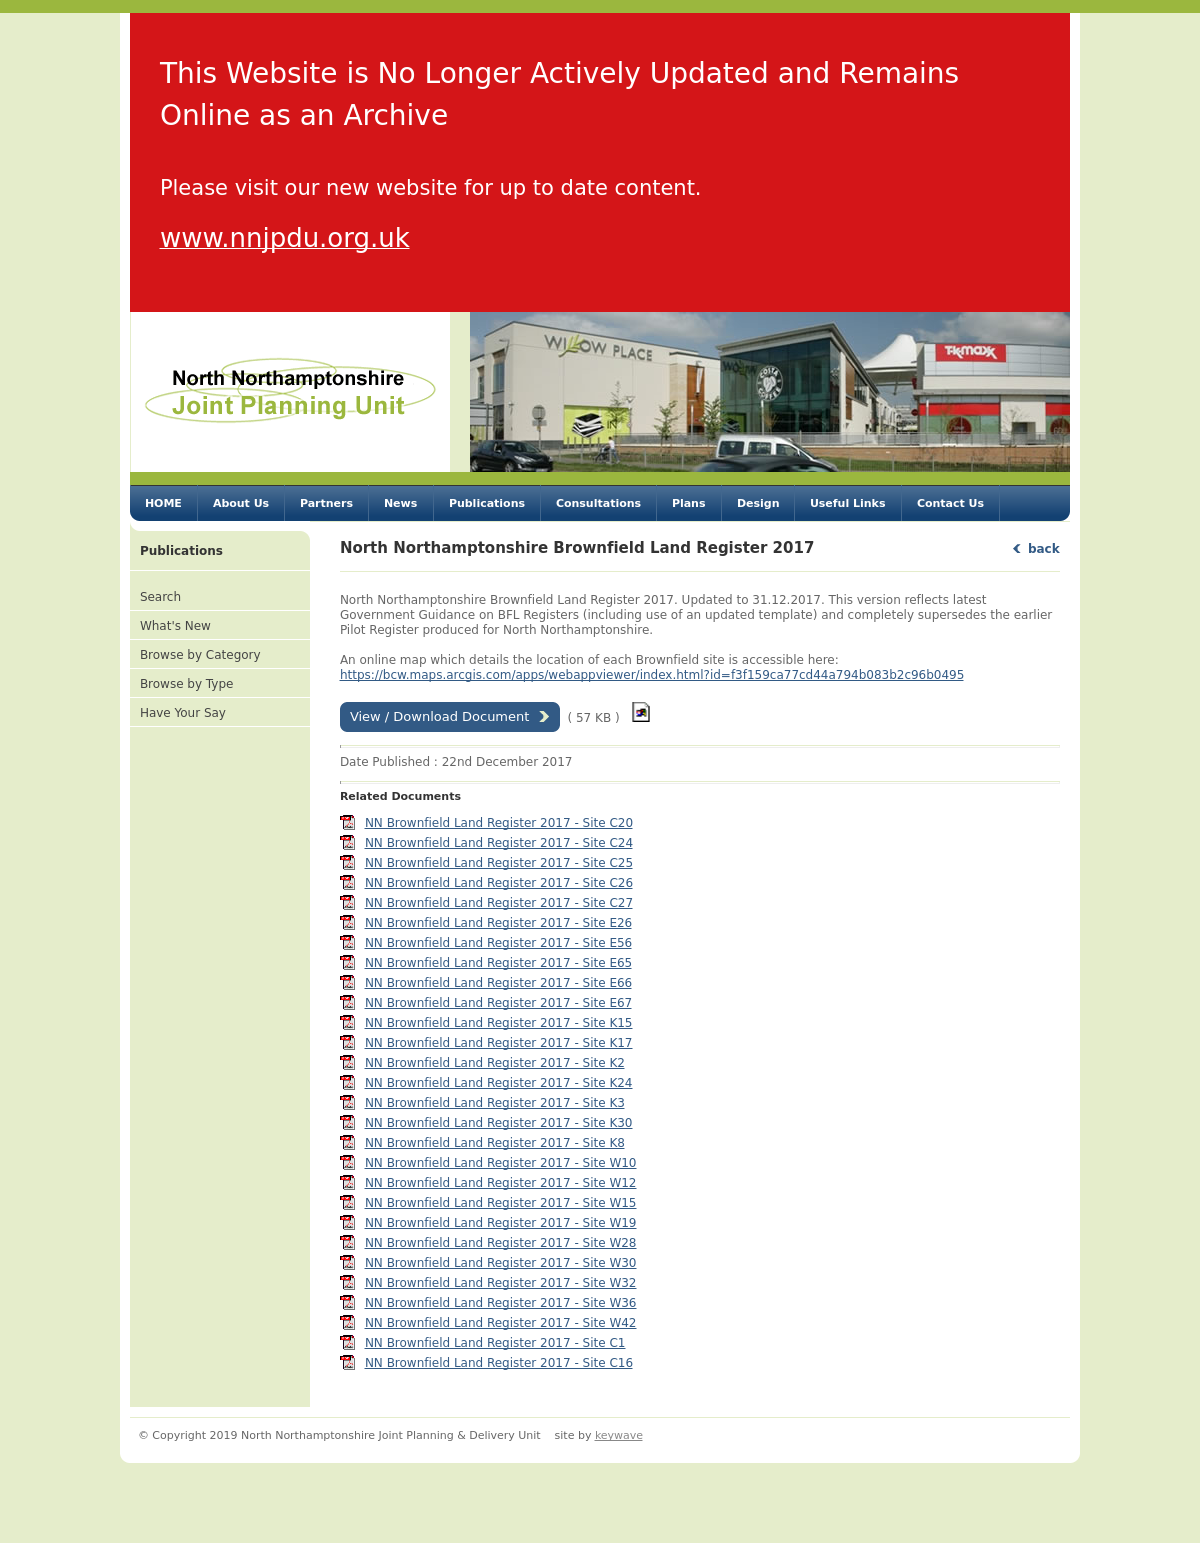 This Website is No Longer Actively Updated and Remains
Online as an Archive
Please visit our new website for up to date content.
www.nnjpdu.org.uk
North Northamptonshire
Joint Planning Unit
WILLOW PLACE
COSTA
COFFEE
T.K.maxx
IN
HOME
About Us
Partners
News
Publications
Consultations
Plans
Design
Useful Links
Contact Us
Publications
Search
What's New
Browse by Category
Browse by Type
Have Your Say
North Northamptonshire Brownfield Land Register 2017
back
North Northamptonshire Brownfield Land Register 2017. Updated to 31.12.2017. This version reflects latest
Government Guidance on BFL Registers (including use of an updated template) and completely supersedes the earlier
Pilot Register produced for North Northamptonshire.
An online map which details the location of each Brownfield site is accessible here:
https://bcw.maps.arcgis.com/apps/webappviewer/index.html?id=f3f159ca77cd44a794b083b2c96b0495
View / Download Document
( 57 KB )
Date Published : 22nd December 2017
Related Documents
NN Brownfield Land Register 2017 - Site C20
NN Brownfield Land Register 2017 - Site C24
NN Brownfield Land Register 2017 - Site C25
NN Brownfield Land Register 2017 - Site C26
NN Brownfield Land Register 2017 - Site C27
NN Brownfield Land Register 2017 - Site E26
NN Brownfield Land Register 2017 - Site E56
NN Brownfield Land Register 2017 - Site E65
NN Brownfield Land Register 2017 - Site E66
NN Brownfield Land Register 2017 - Site E67
NN Brownfield Land Register 2017 - Site K15
NN Brownfield Land Register 2017 - Site K17
NN Brownfield Land Register 2017 - Site K2
NN Brownfield Land Register 2017 - Site K24
NN Brownfield Land Register 2017 - Site K3
NN Brownfield Land Register 2017 - Site K30
NN Brownfield Land Register 2017 - Site K8
NN Brownfield Land Register 2017 - Site W10
NN Brownfield Land Register 2017 - Site W12
NN Brownfield Land Register 2017 - Site W15
NN Brownfield Land Register 2017 - Site W19
NN Brownfield Land Register 2017 - Site W28
NN Brownfield Land Register 2017 - Site W30
NN Brownfield Land Register 2017 - Site W32
NN Brownfield Land Register 2017 - Site W36
NN Brownfield Land Register 2017 - Site W42
NN Brownfield Land Register 2017 - Site C1
NN Brownfield Land Register 2017 - Site C16
© Copyright 2019 North Northamptonshire Joint Planning & Delivery Unit site by keywave